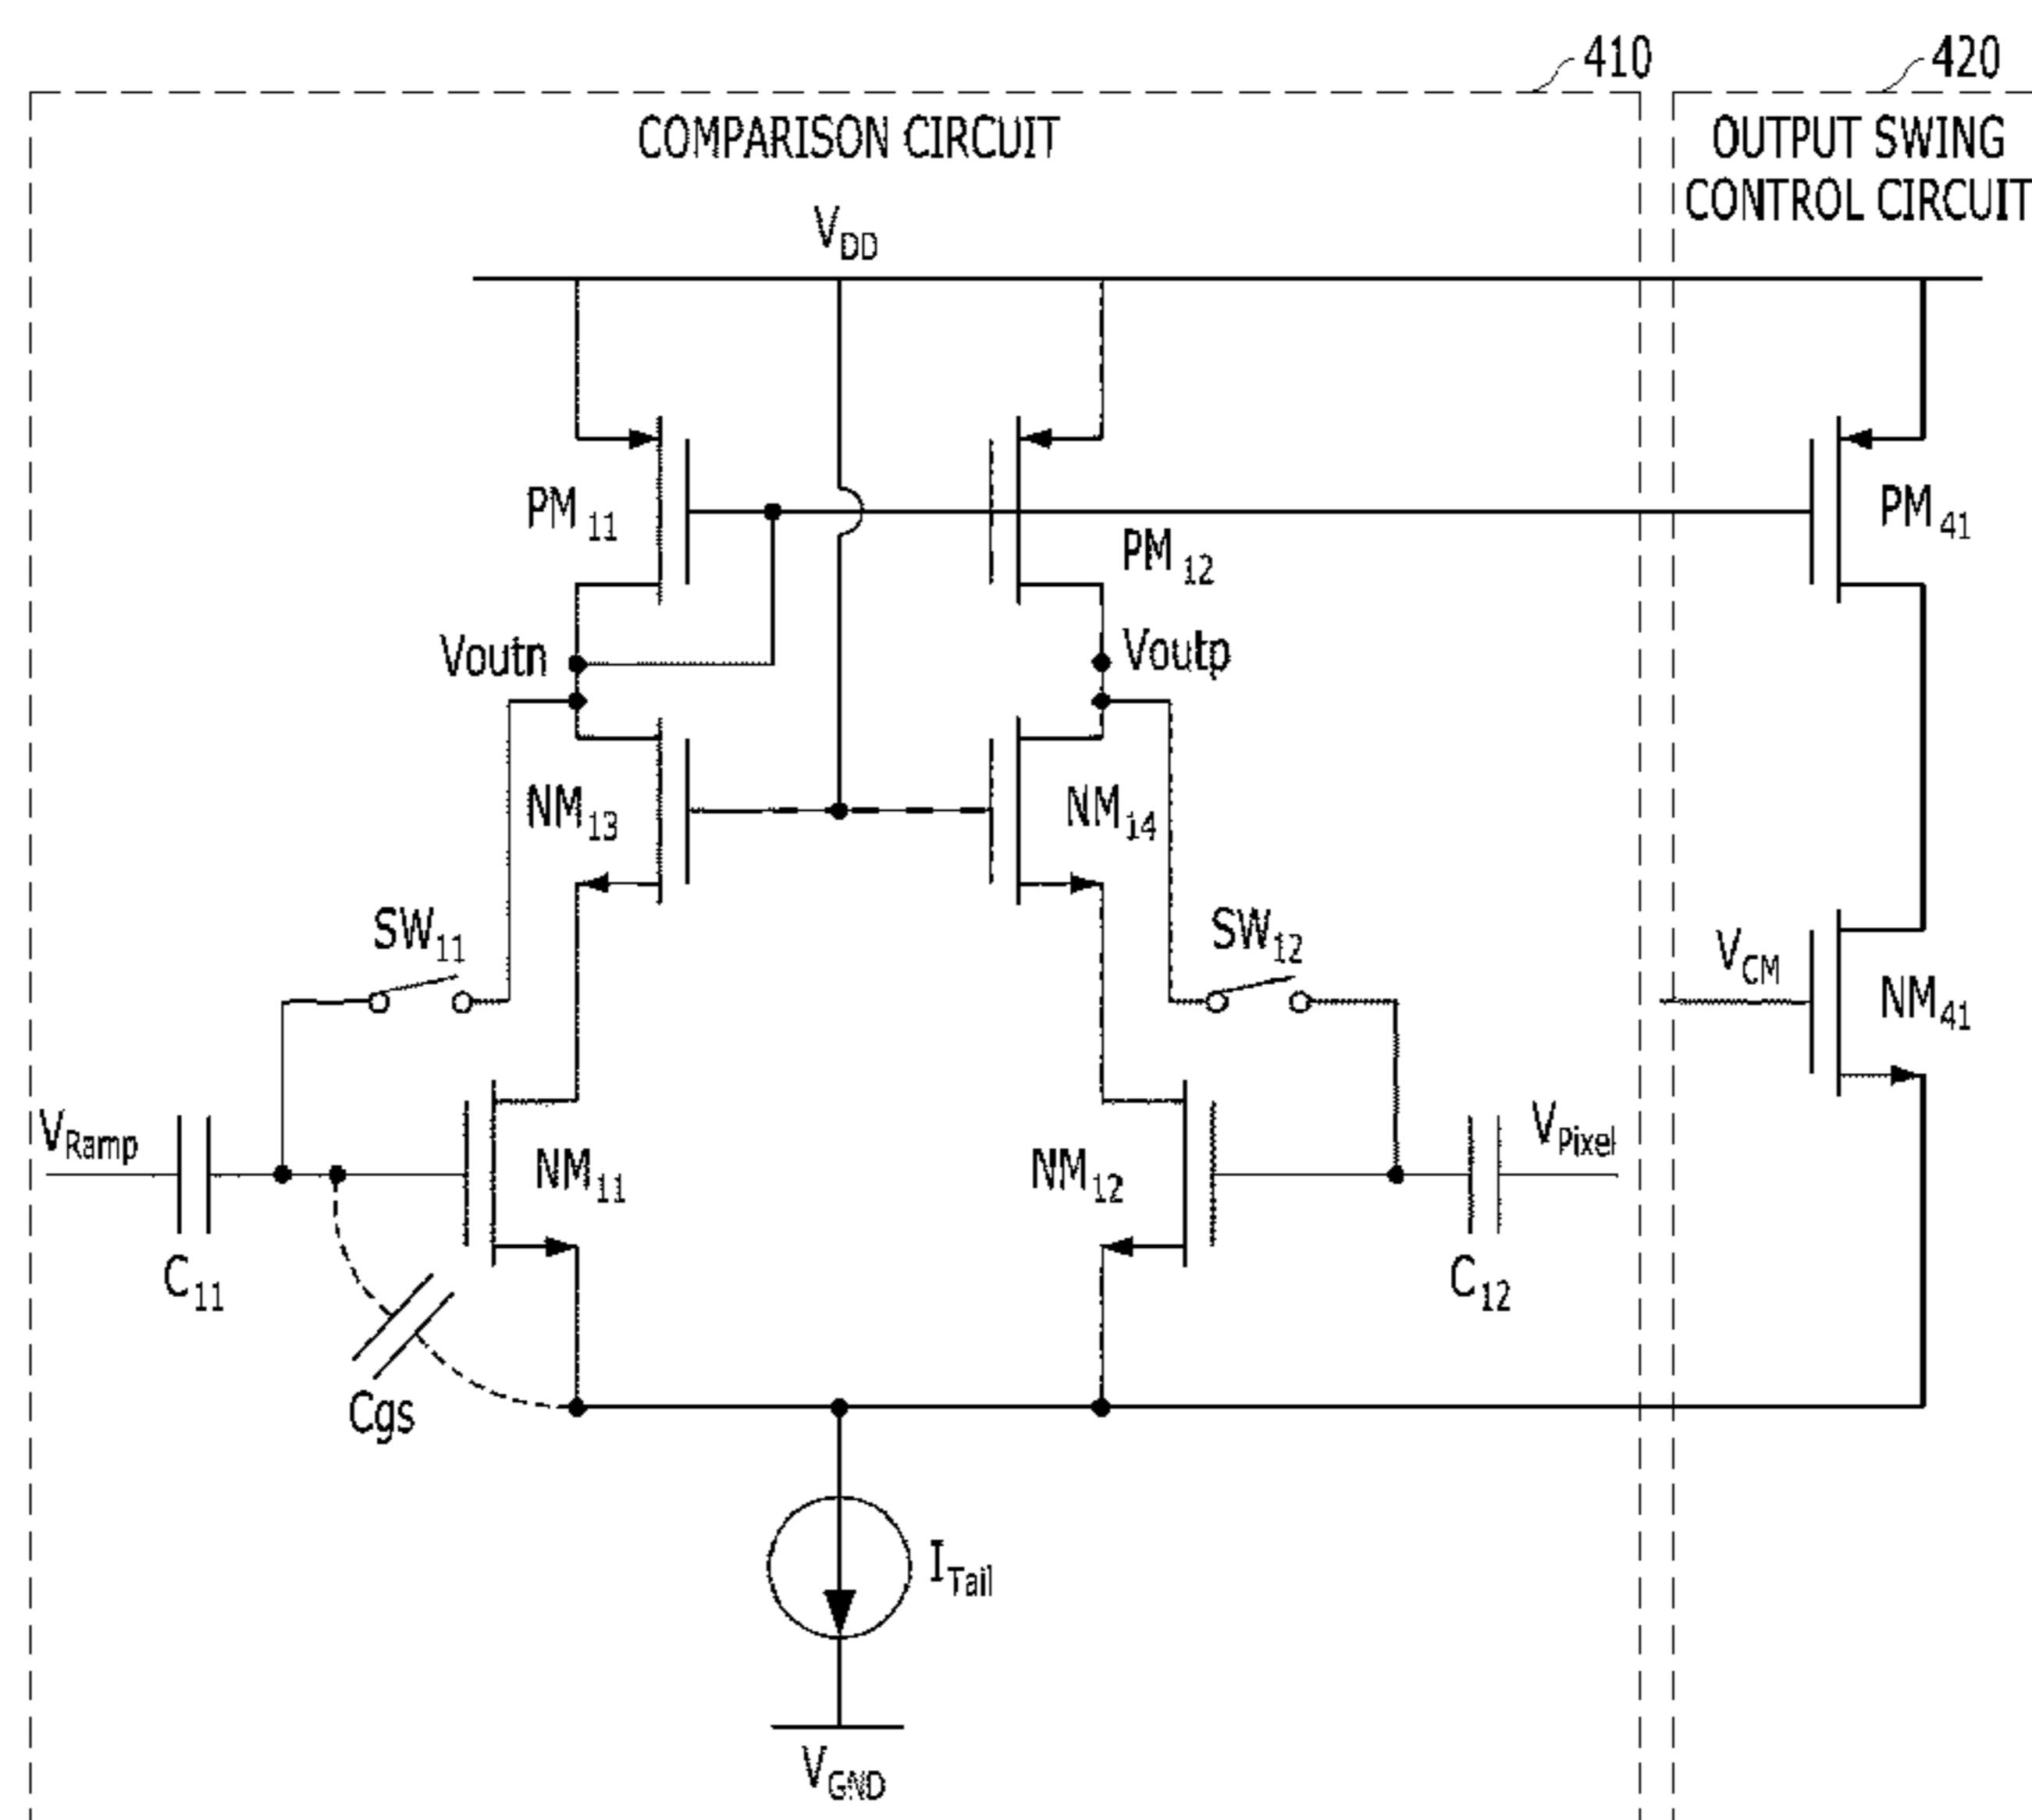 410
420
COMPARISON CIRCUIT
OUTPUT SWING
CONTROL CIRCUIT
VDD
PM11
PM12
PM41
Voutn
Voutp
NM13
NM14
SW11
SW12
VCM
NM41
VRamp
NM11
NM12
VPixel
C11
C12
Cgs
ITail
VGND